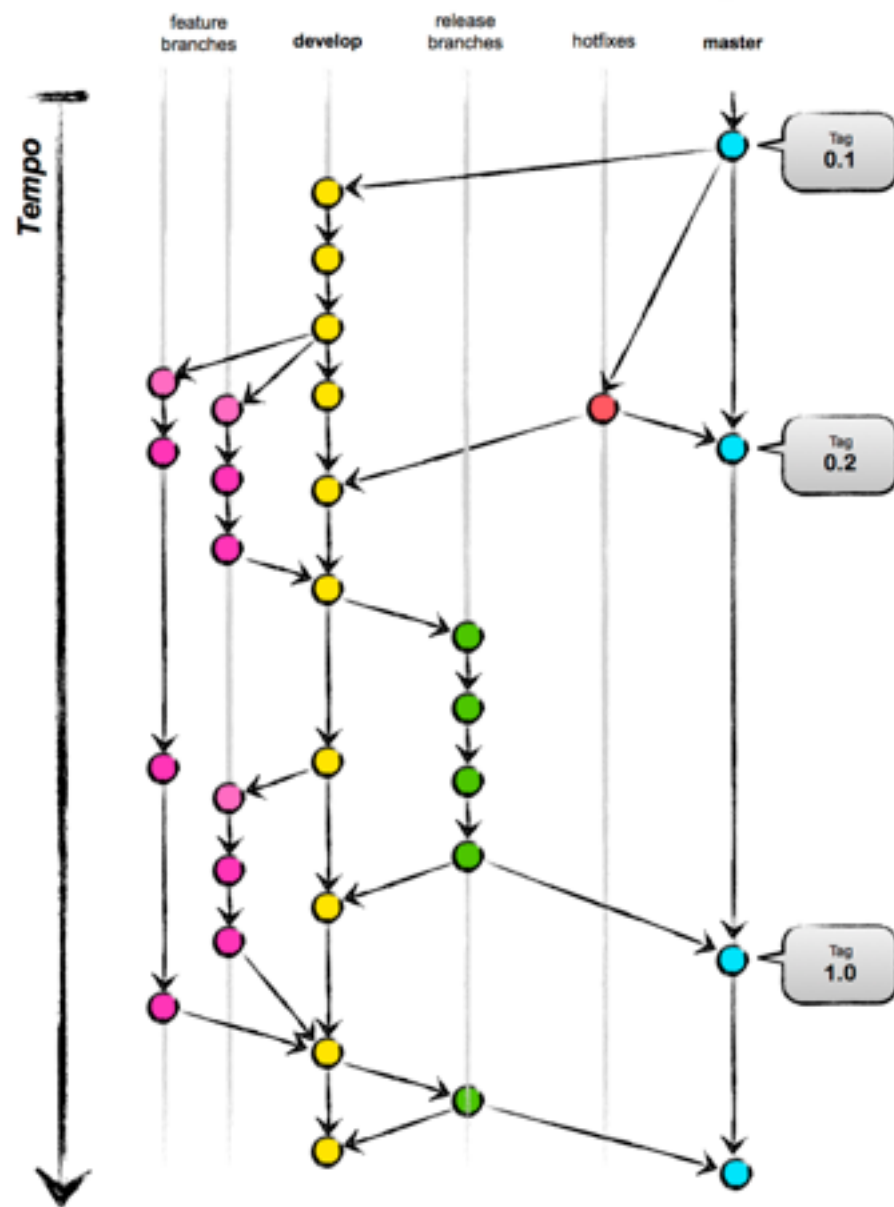 feature
branches
develop
release
branches
hotfixes
master
Tempo
Tag
0.1
Tag
0.2
Tag
1.0